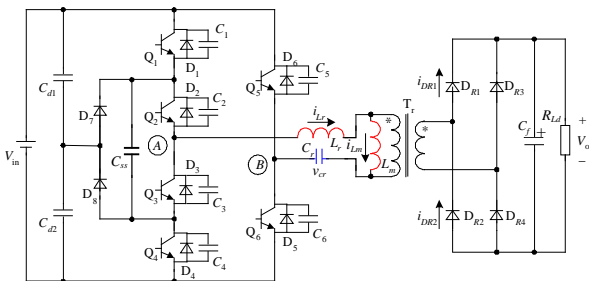 C1
Q1
D1
D6
C5
Q5
Cd1
D2
C2
Q2
D7
A
Css
iLr
Lr
B
Cr
vcr
iLm
Lm
*
Tr
*
iDR1
DR1
DR3
RLd
Cf
+
+
Vo
−
Vin
D8
D3
Q3
C3
Cd2
Q4
C4
D4
Q6
C6
D5
iDR2
DR2
DR4